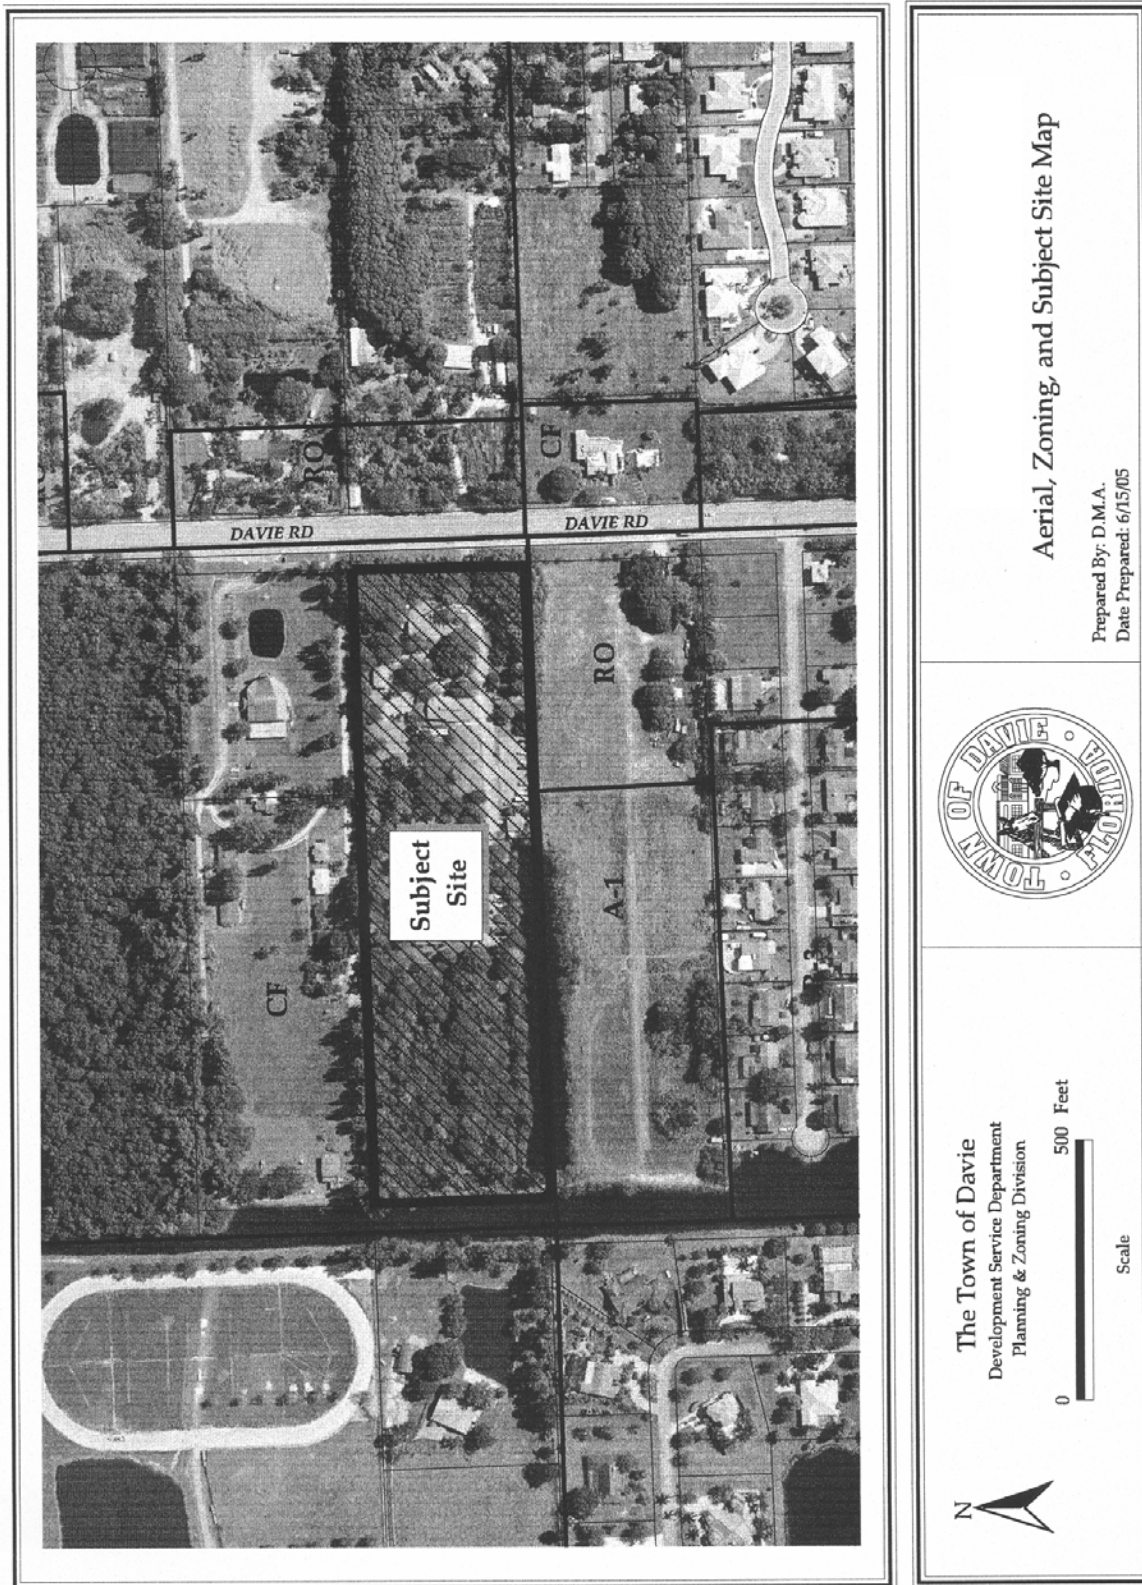 RO
CF
DAVIE RD
DAVIE RD
CF
Subject
Site
RO
A-1
The Town of Davie
Development Service Department
Planning & Zoning Division
N
0
500 Feet
Scale
TOWN OF DAVIE
FLORIDA
Aerial, Zoning, and Subject Site Map
Prepared By: D.M.A.
Date Prepared: 6/15/05